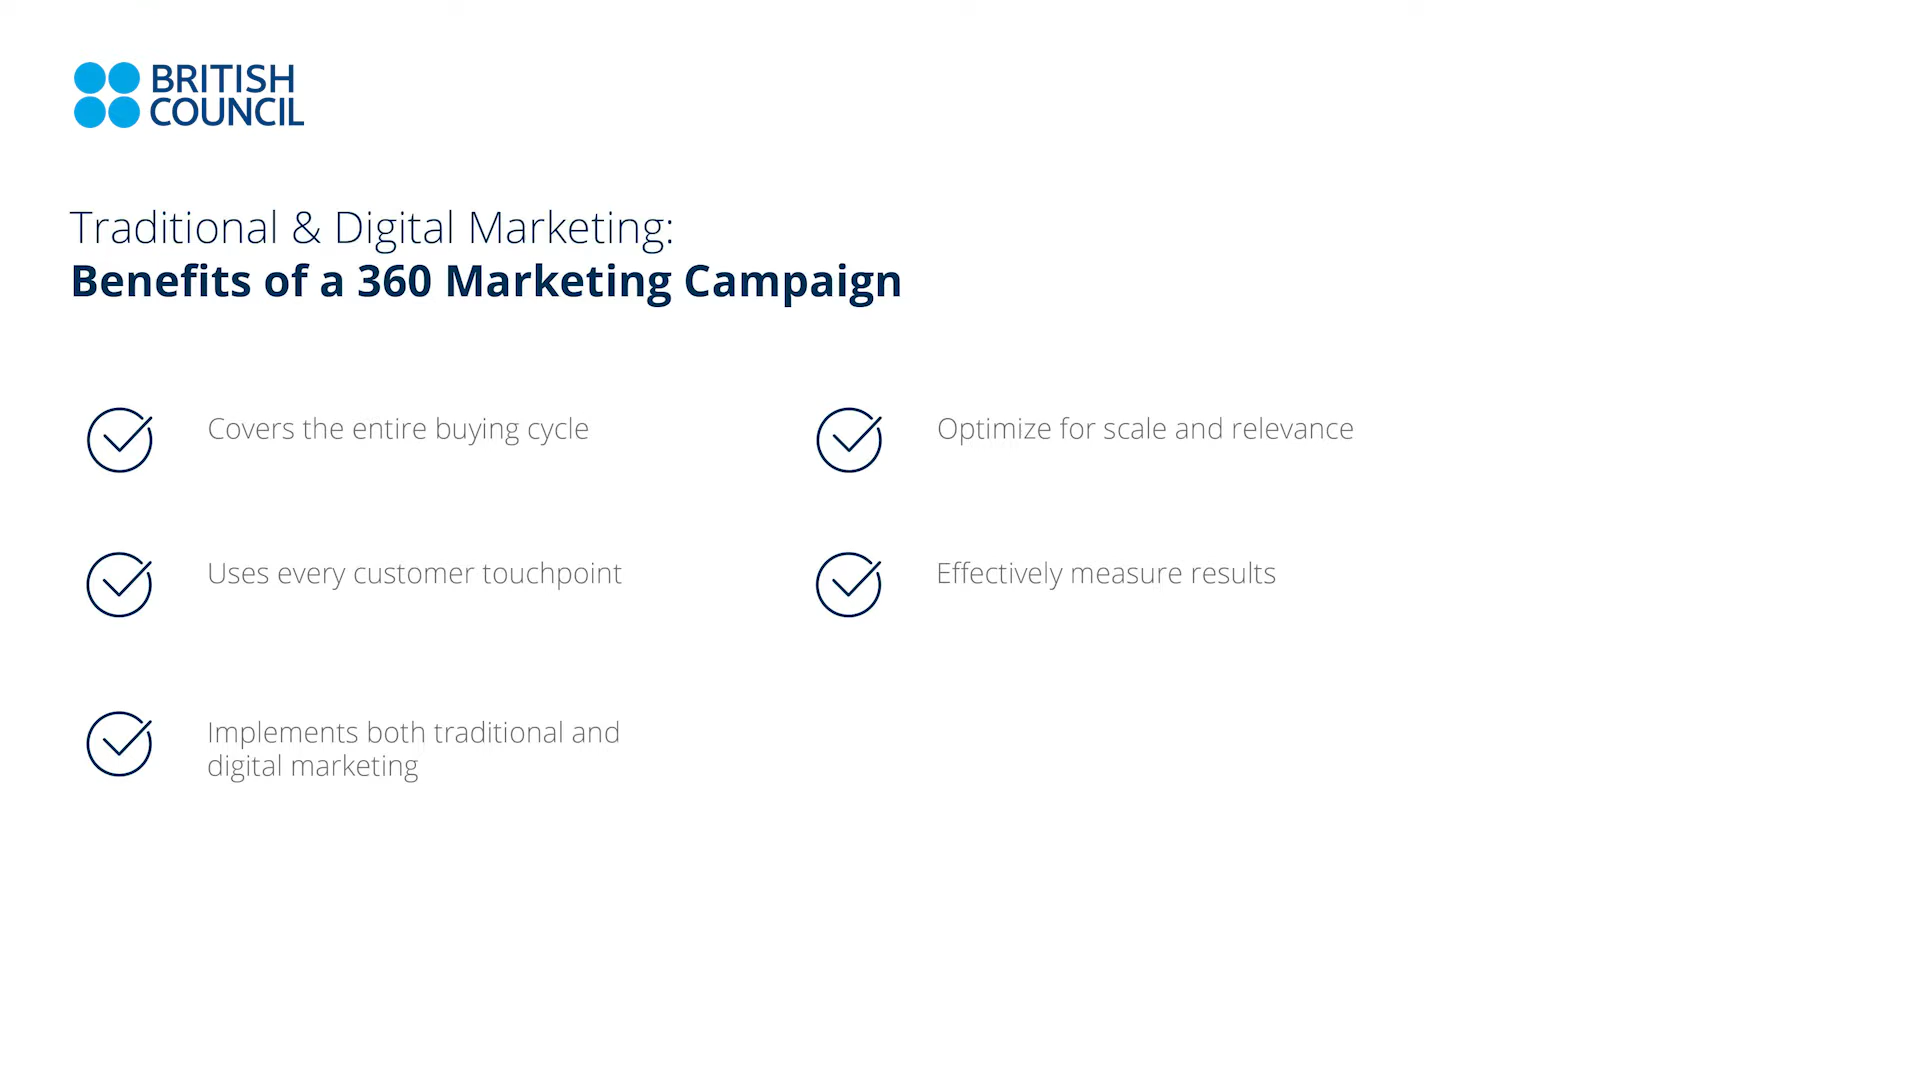 BRITISH
COUNCIL
Traditional & Digital Marketing:
Benefits of a 360 Marketing Campaign
Covers the entire buying cycle
Uses every customer touchpoint
Implements both traditional and
digital marketing
Optimize for scale and relevance
Effectively measure results